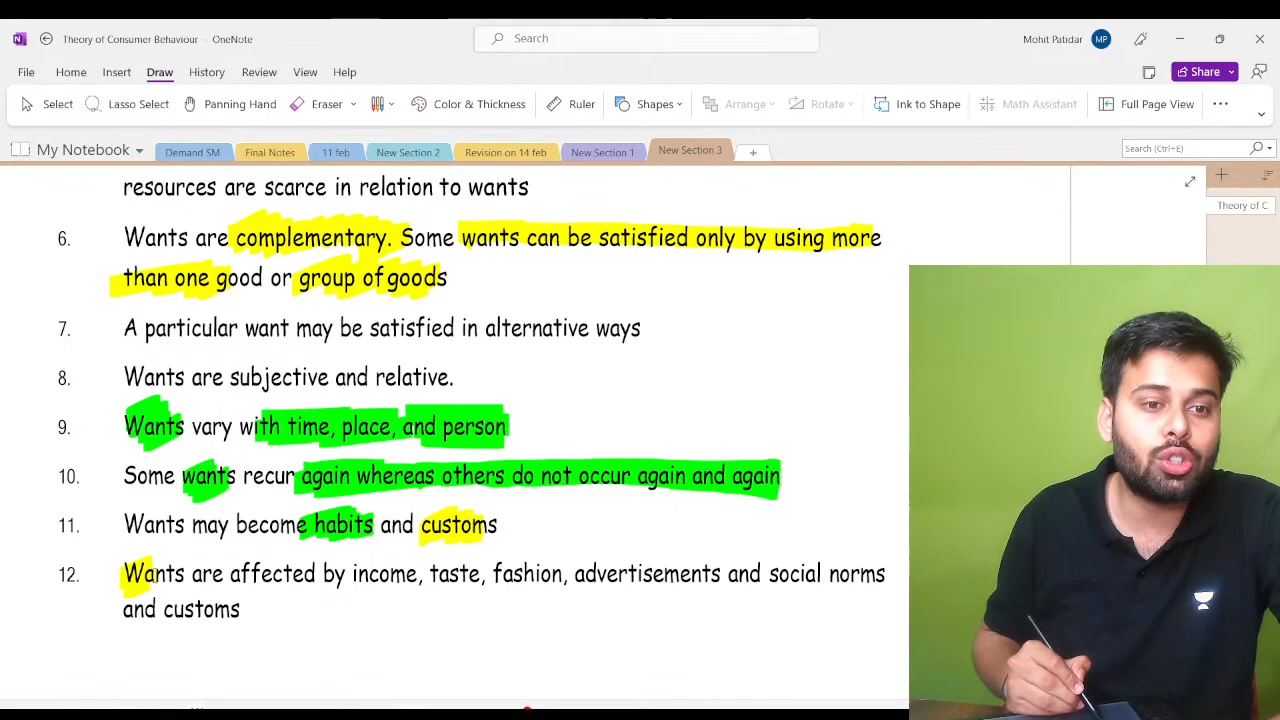 Theory of Consumer Behaviour - OneNote
Search
Mohit Patidar
MP
File Home Insert Draw History Review View Help
Share
Select Lasso Select Panning Hand Eraser Color & Thickness Ruler Shapes Arrange Rotate Ink to Shape Math Assistant Full Page View
My Notebook Demand SM Final Notes 11 feb New Section 2 Revision on 14 feb New Section 1 New Section 3 + Search (Ctrl+E)
Theory of C
resources are scarce in relation to wants
6. Wants are complementary. Some wants can be satisfied only by using more
than one good or group of goods
7. A particular want may be satisfied in alternative ways
8. Wants are subjective and relative.
9. Wants vary with time, place, and person
10. Some wants recur again whereas others do not occur again and again
11. Wants may become habits and customs
12. Wants are affected by income, taste, fashion, advertisements and social norms
and customs